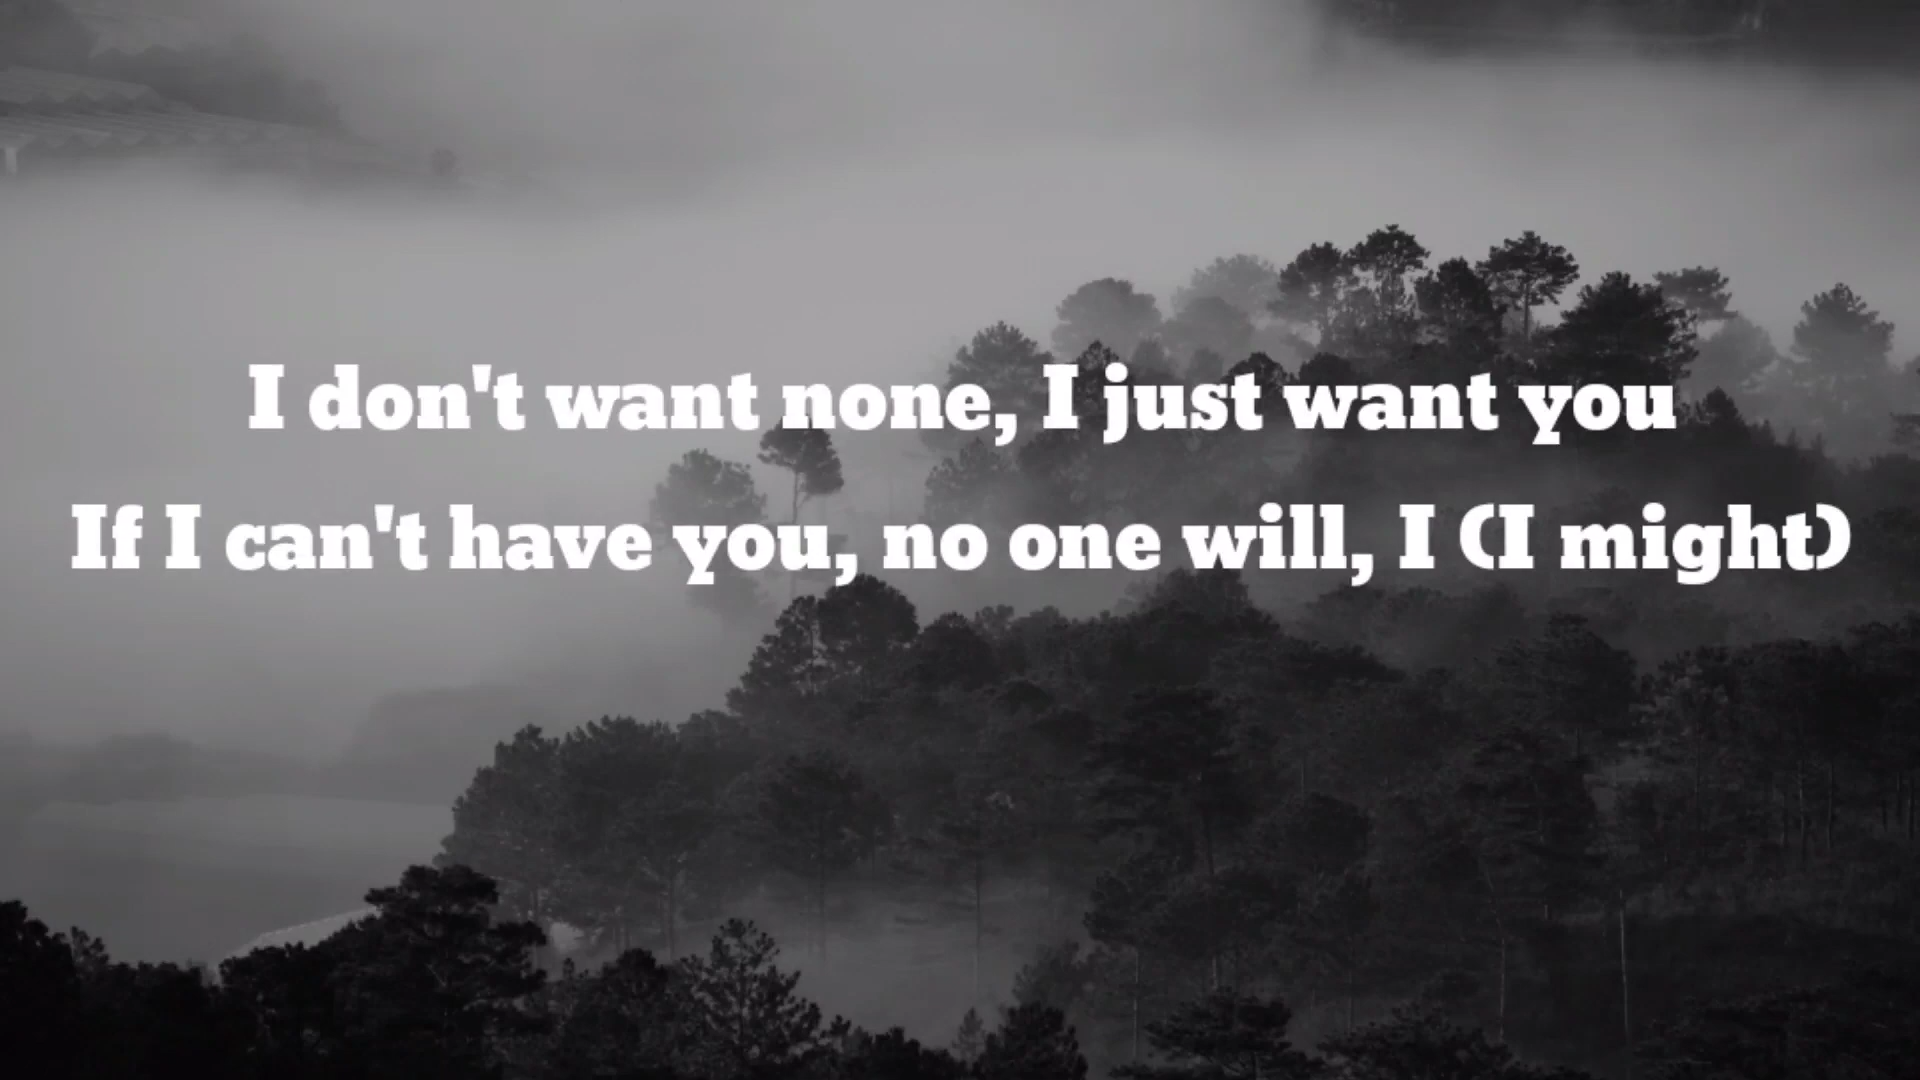 I don't want none, I just want you
If I can't have you, no one will, I (I might)